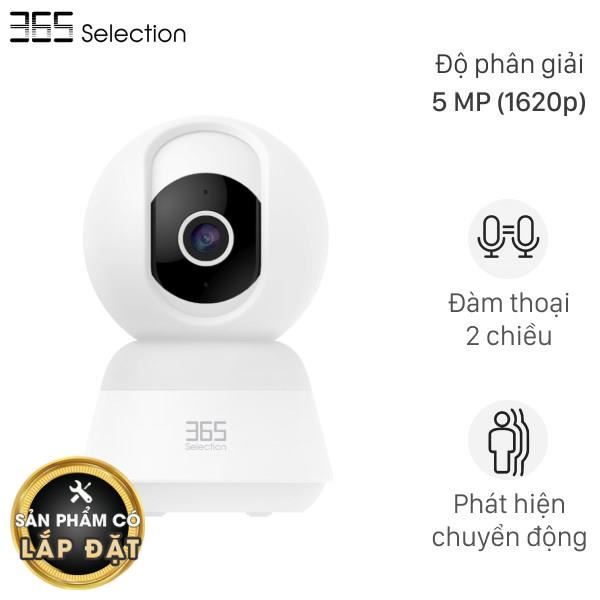 365 Selection
Độ phân giải
5 MP (1620p)
Đàm thoại
2 chiều
365
Selection
Phát hiện
chuyển động
SẢN PHẨM CÓ
LẮP ĐẶT